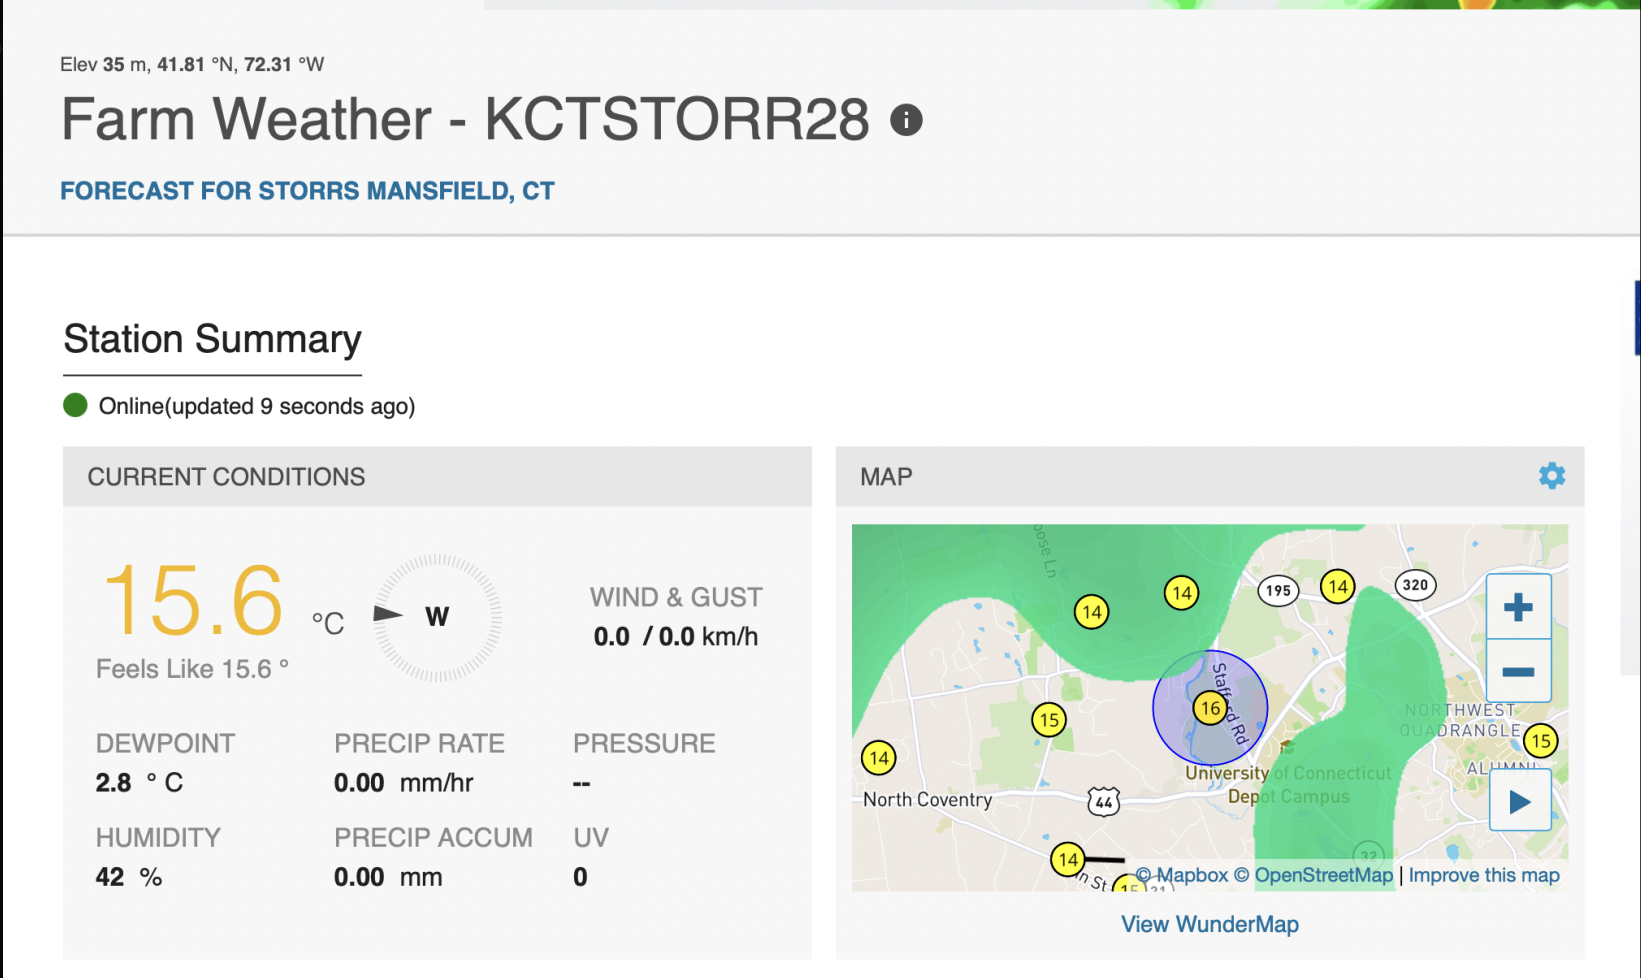 Elev 35 m, 41.81 °N, 72.31 °W
Farm Weather - KCTSTORR28 i
FORECAST FOR STORRS MANSFIELD, CT
Station Summary
Online(updated 9 seconds ago)
CURRENT CONDITIONS
15.6 °C
Feels Like 15.6 °
W
WIND & GUST
0.0 / 0.0 km/h
DEWPOINT
2.8 ° C
PRECIP RATE
0.00 mm/hr
PRESSURE
--
HUMIDITY
42 %
PRECIP ACCUM
0.00 mm
UV
0
MAP
14
14
195
14
320
+
15
Stafford Rd
16
NORTHWEST
QUADRANGLE
15
14
University of Connecticut
Depot Campus
North Coventry
44
14
32
15
31
© Mapbox © OpenStreetMap | Improve this map
View WunderMap